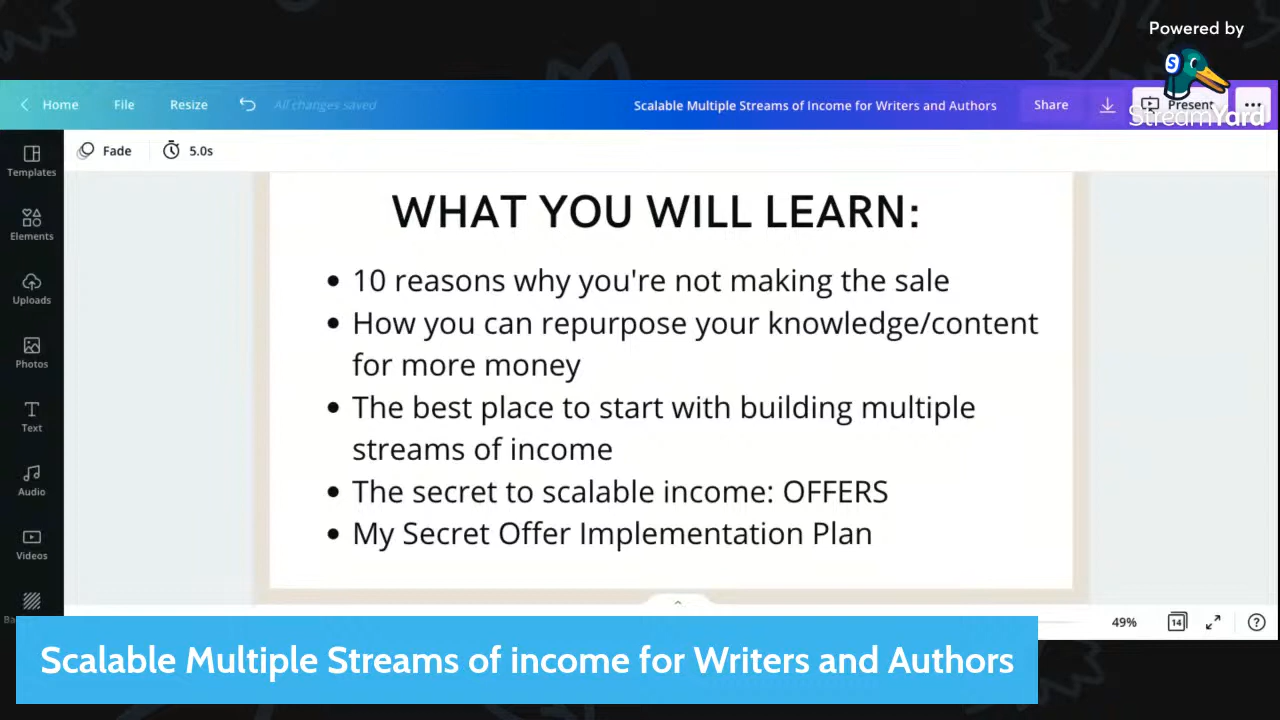 Powered by
S
StreamYard
Home
File
Resize
All changes saved
Scalable Multiple Streams of Income for Writers and Authors
Share
Present
Fade
5.0s
Templates
Elements
Uploads
Photos
Text
Audio
Videos
WHAT YOU WILL LEARN:
• 10 reasons why you're not making the sale
• How you can repurpose your knowledge/content
for more money
• The best place to start with building multiple
streams of income
• The secret to scalable income: OFFERS
• My Secret Offer Implementation Plan
49%
14
?
Scalable Multiple Streams of income for Writers and Authors